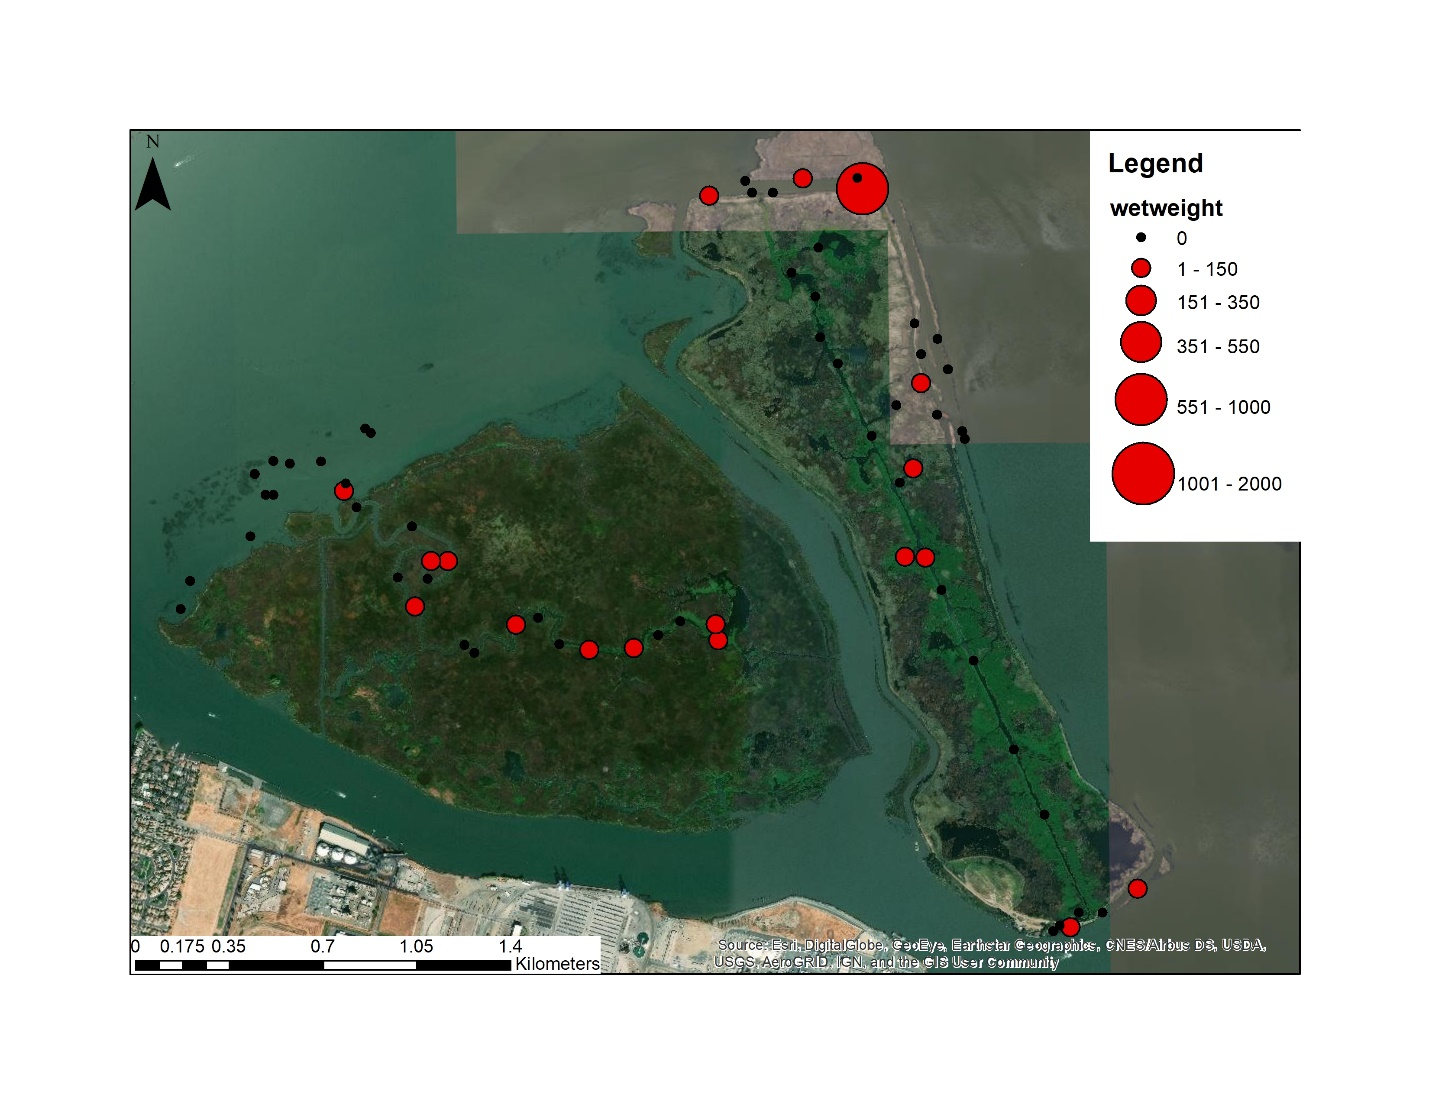 N
Legend
wetweight
0
1 - 150
151 - 350
351 - 550
551 - 1000
1001 - 2000
0 0.175 0.35 0.7 1.05 1.4
Kilometers
Source: Esri, DigitalGlobe, GeoEye, Earthstar Geographics, CNES/Airbus DS, USDA,
USGS, AeroGRID, IGN, and the GIS User Community